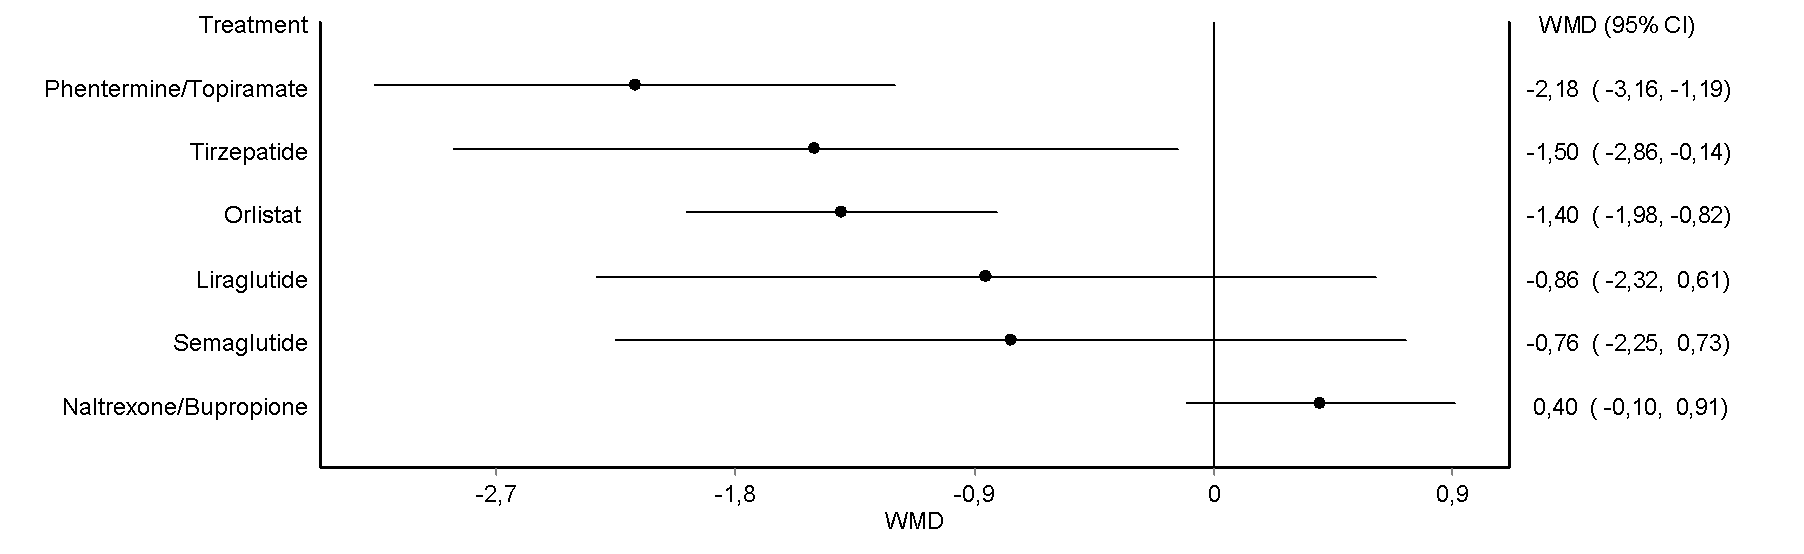 Treatment WMD (95% CI)
Phentermine/Topiramate -2,18 ( -3,16, -1,19)
Tirzepatide -1,50 ( -2,86, -0,14)
Orlistat -1,40 ( -1,98, -0,82)
Liraglutide -0,86 ( -2,32, 0,61)
Semaglutide -0,76 ( -2,25, 0,73)
Naltrexone/Bupropione 0,40 ( -0,10, 0,91)
-2,7 -1,8 -0,9 0 0,9
WMD